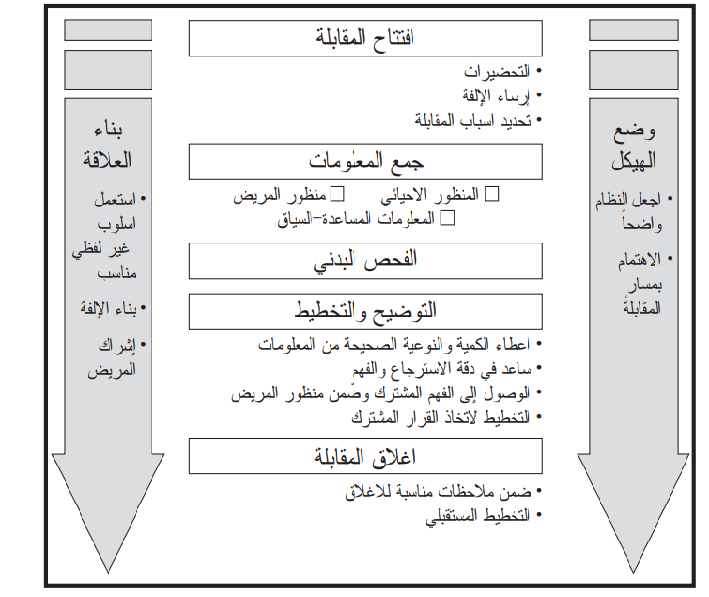 وضع
الهيكل
• اجعل النظام
واضحاً
• الاهتمام
بمسار
المقابلة
افتتاح المقابلة
• التحضيرات
• إرساء الإلفة
• تحديد اسباب المقابلة
جمع المعلومات
□ المنظور الاحيائي □ منظور المريض
□ المعلومات المساعدة–السياق
الفحص البدني
التوضيح والتخطيط
• اعطاء الكمية والنوعية الصحيحة من المعلومات
• ساعد في دقة الاسترجاع والفهم
• الوصول إلى الفهم المشترك وضّمن منظور المريض
• التخطيط لاتخاذ القرار المشترك
اغلاق المقابلة
• ضمن ملاحظات مناسبة للاغلاق
• التخطيط المستقبلي
بناء
العلاقة
• استعمل
اسلوب
غير لفظي
مناسب
• بناء الإلفة
• إشراك
المريض